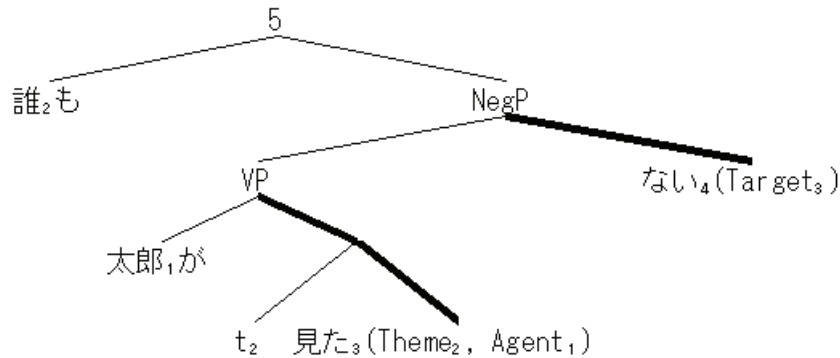 5
誰₂も NegP
VP ない₄(Target₃)
太郎₁が
t₂ 見た₃(Theme₂, Agent₁)